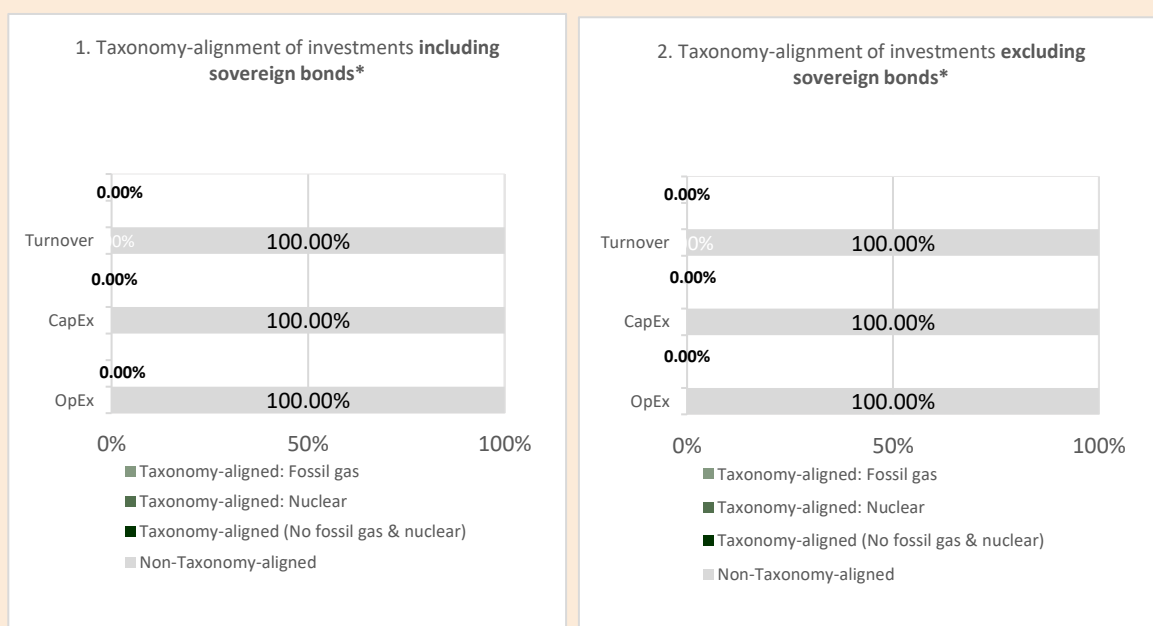 1. Taxonomy-alignment of investments including
sovereign bonds*
0.00%
Turnover 100.00%
0.00%
CapEx 100.00%
0.00%
OpEx 100.00%
0% 50% 100%
Taxonomy-aligned: Fossil gas
Taxonomy-aligned: Nuclear
Taxonomy-aligned (No fossil gas & nuclear)
Non-Taxonomy-aligned
2. Taxonomy-alignment of investments excluding
sovereign bonds*
0.00%
Turnover 100.00%
0.00%
CapEx 100.00%
0.00%
OpEx 100.00%
0% 50% 100%
Taxonomy-aligned: Fossil gas
Taxonomy-aligned: Nuclear
Taxonomy-aligned (No fossil gas & nuclear)
Non-Taxonomy-aligned